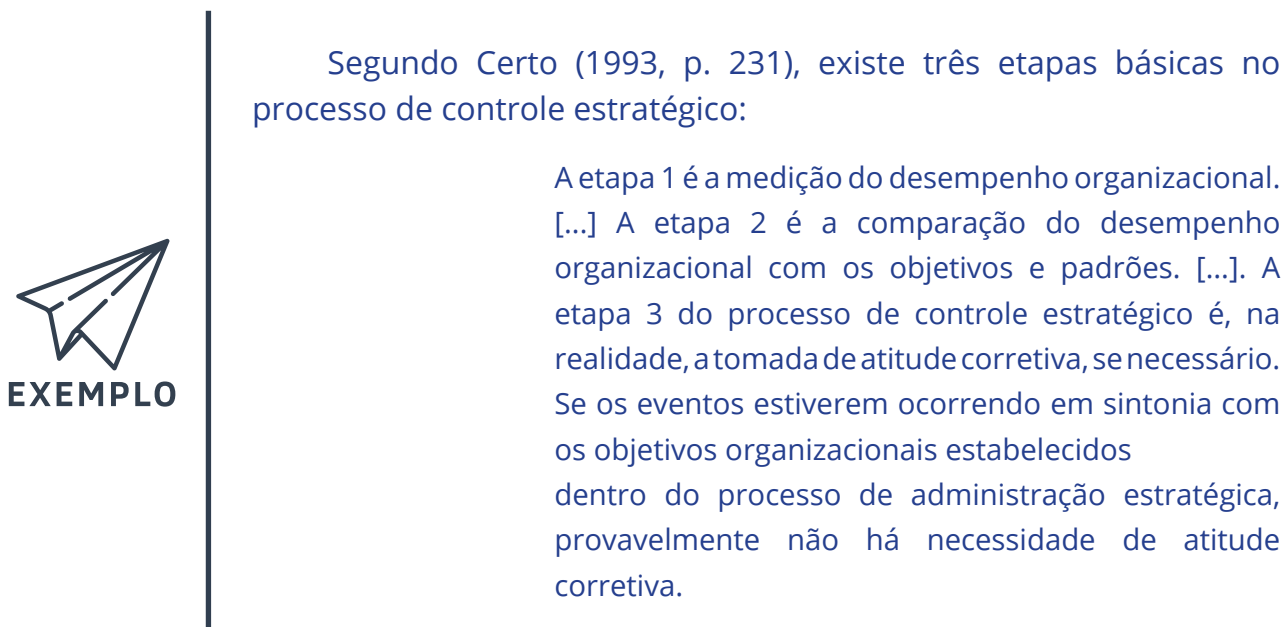 Segundo Certo (1993, p. 231), existe três etapas básicas no
processo de controle estratégico:
A etapa 1 é a medição do desempenho organizacional.
[...] A etapa 2 é a comparação do desempenho
organizacional com os objetivos e padrões. [...]. A
etapa 3 do processo de controle estratégico é, na
realidade, a tomada de atitude corretiva, se necessário.
Se os eventos estiverem ocorrendo em sintonia com
os objetivos organizacionais estabelecidos
dentro do processo de administração estratégica,
provavelmente não há necessidade de atitude
corretiva.
EXEMPLO